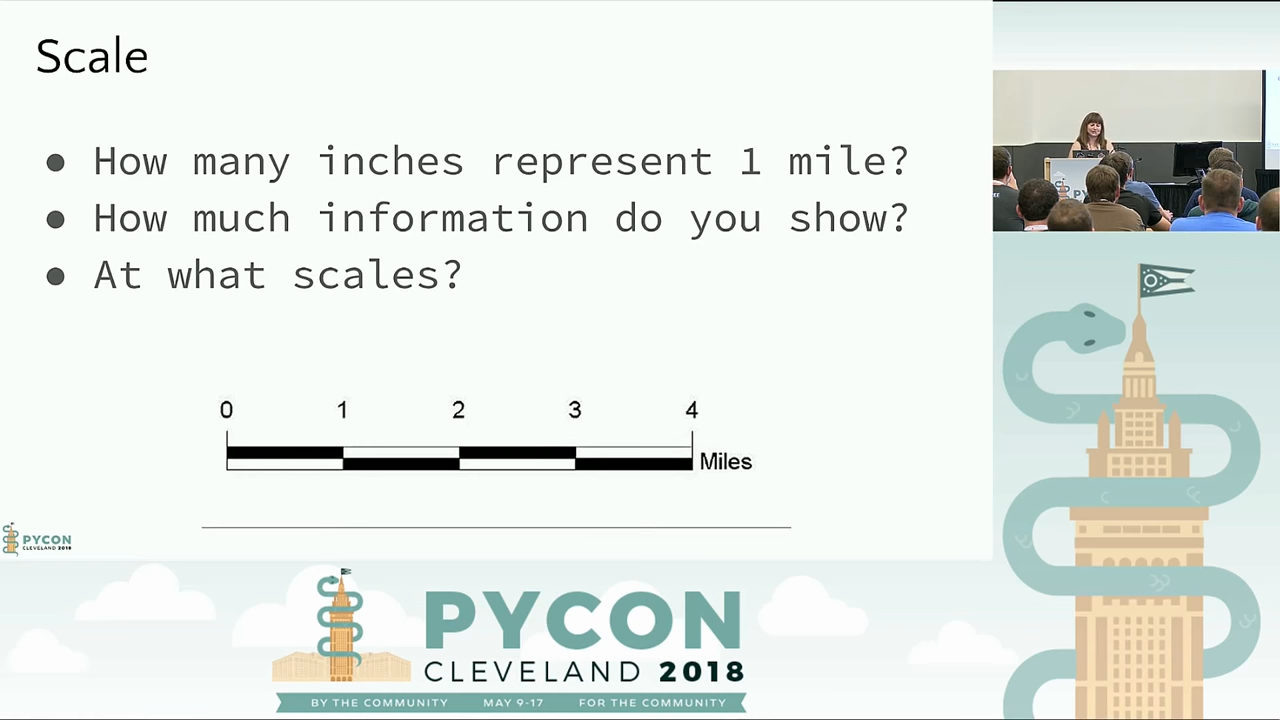 Scale
● How many inches represent 1 mile?
● How much information do you show?
● At what scales?
0 1 2 3 4
Miles
PYCON
CLEVELAND 2018
PYCON
CLEVELAND 2018
BY THE COMMUNITY MAY 9-17 FOR THE COMMUNITY